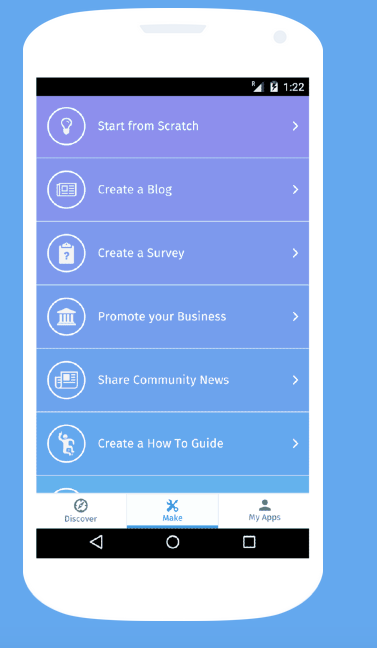 R 1:22
Start from Scratch
Create a Blog
Create a Survey
?
Promote your Business
Share Community News
Create a How To Guide
Discover Make My Apps